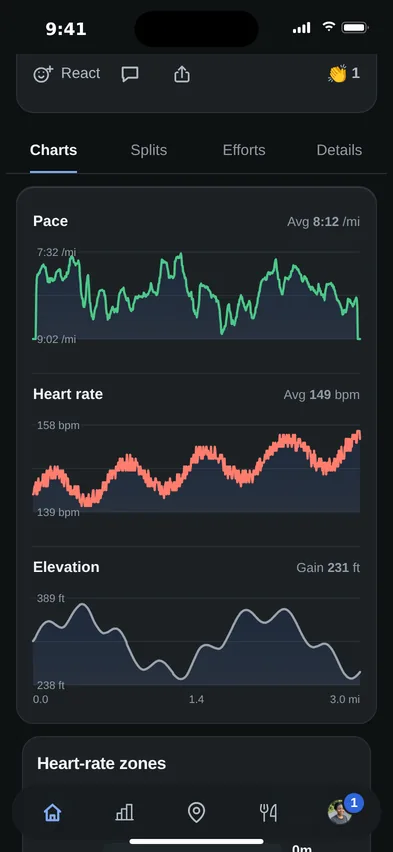 9:41
React
1
Charts Splits Efforts Details
Pace Avg 8:12 /mi
7:32 /mi
9:02 /mi
Heart rate Avg 149 bpm
158 bpm
139 bpm
Elevation Gain 231 ft
389 ft
238 ft
0.0 1.4 3.0 mi
Heart-rate zones
1
0m